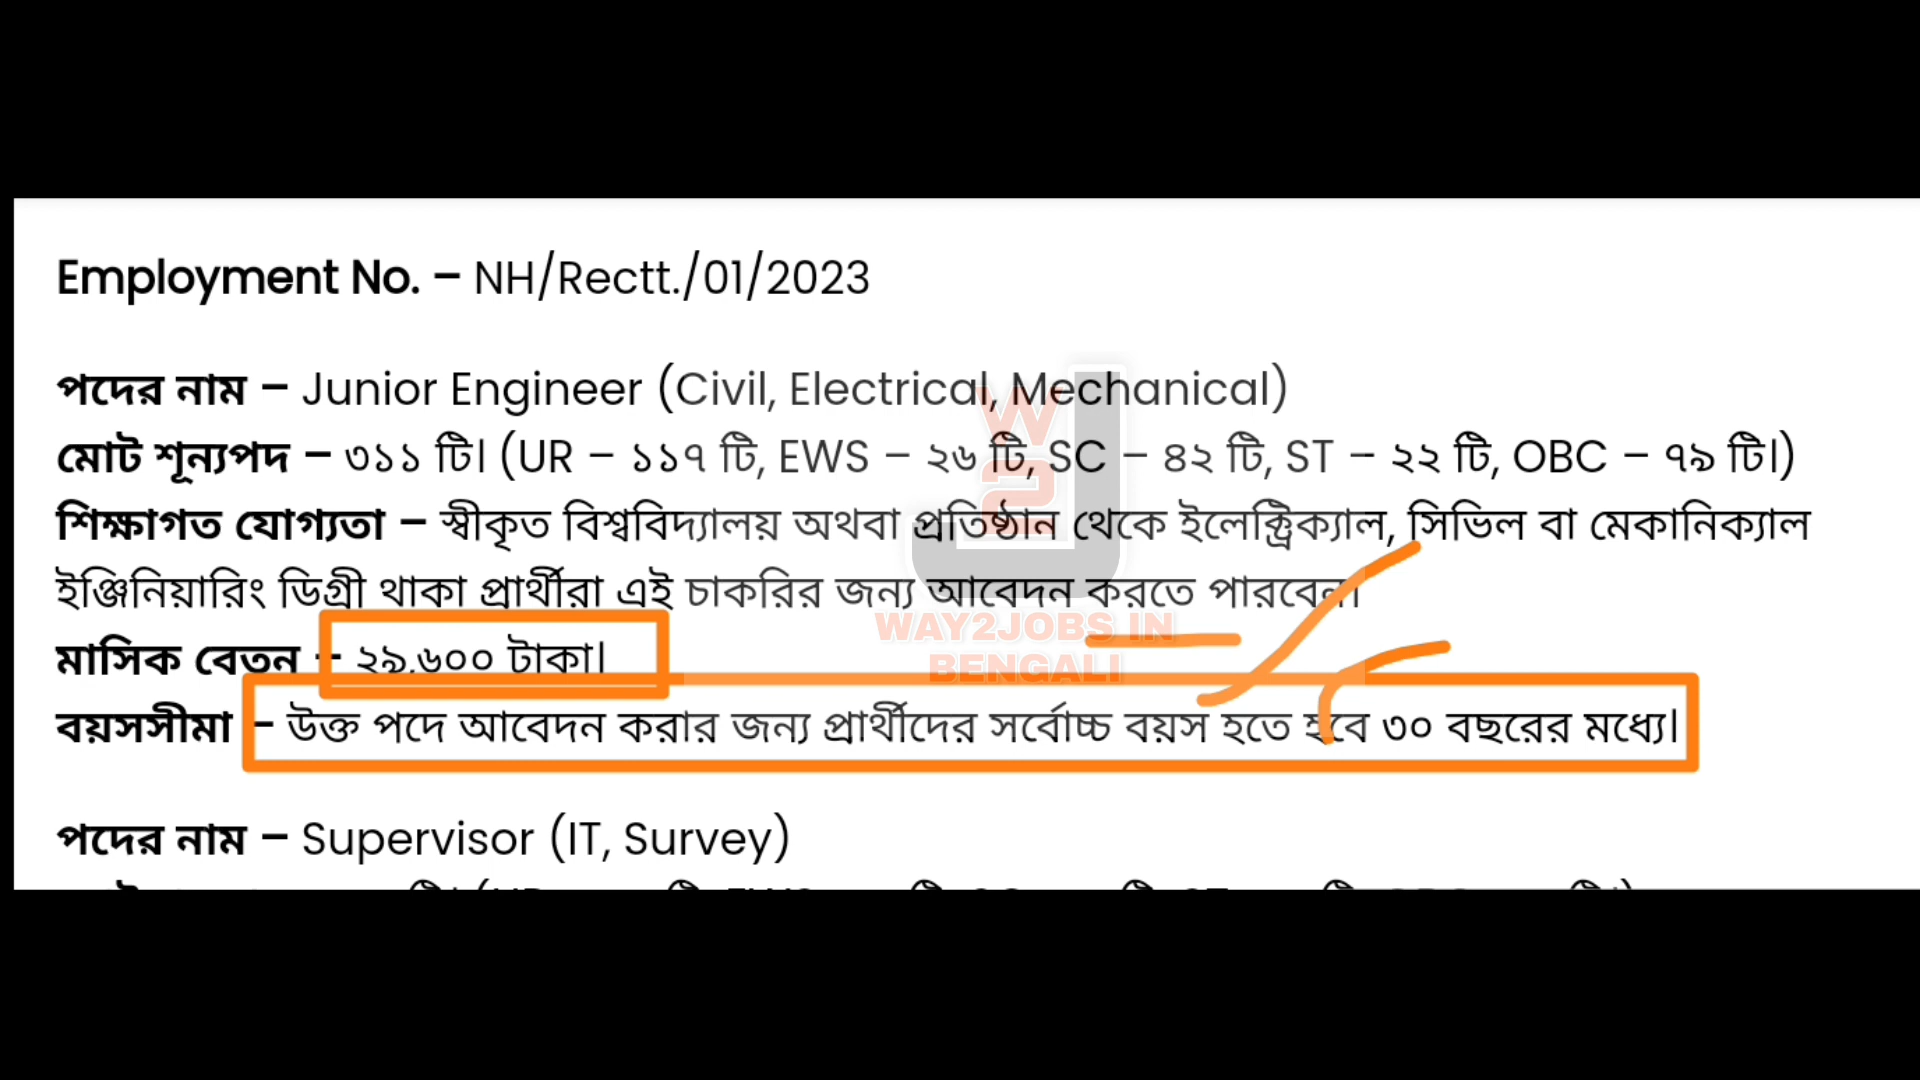 Employment No. – NH/Rectt./01/2023
পদের নাম – Junior Engineer (Civil, Electrical, Mechanical)
মোট শূন্যপদ – ৩১১ টি। (UR – ১১৭ টি, EWS – ২৬ টি, SC – ৪২ টি, ST – ২২ টি, OBC – ৭৯ টি।)
শিক্ষাগত যোগ্যতা – স্বীকৃত বিশ্ববিদ্যালয় অথবা প্রতিষ্ঠান থেকে ইলেক্ট্রিক্যাল, সিভিল বা মেকানিক্যাল
ইঞ্জিনিয়ারিং ডিগ্রী থাকা প্রার্থীরা এই চাকরির জন্য আবেদন করতে পারবেন।
মাসিক বেতন – ২৯,৬০০ টাকা।
বয়সসীমা – উক্ত পদে আবেদন করার জন্য প্রার্থীদের সর্বোচ্চ বয়স হতে হবে ৩০ বছরের মধ্যে।
পদের নাম – Supervisor (IT, Survey)
W
2
J
WAY2JOBS IN
BENGALI